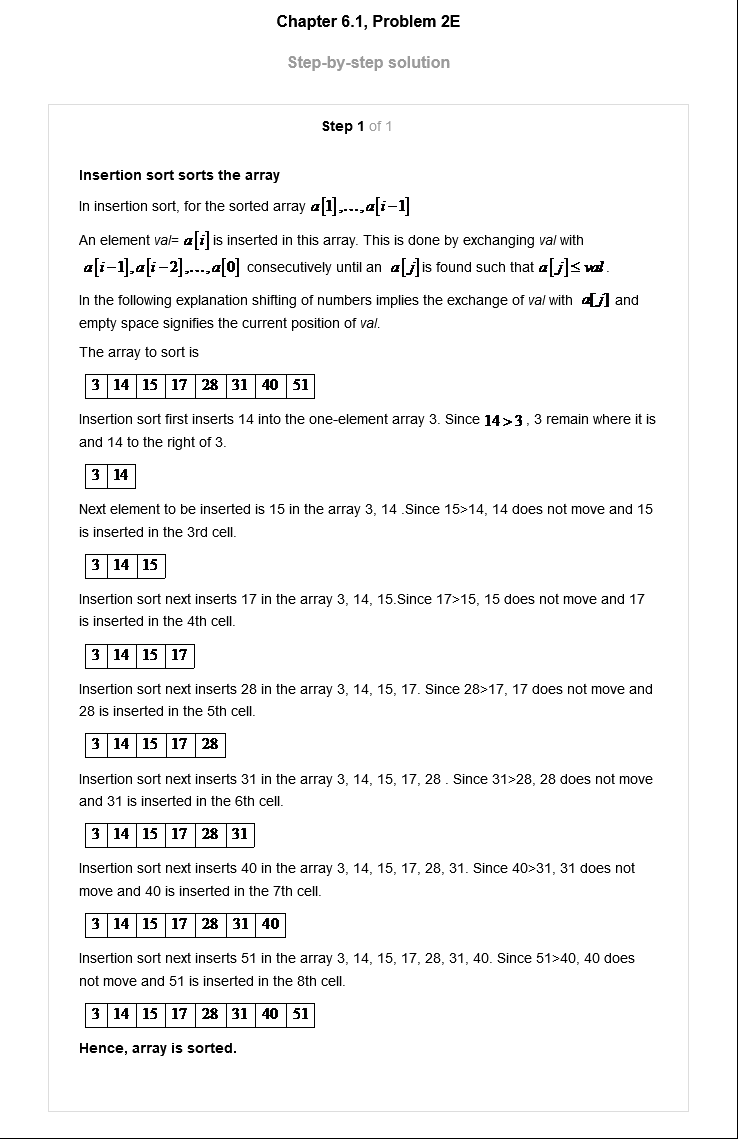 Chapter 6.1, Problem 2E
Step-by-step solution
Step 1 of 1
Insertion sort sorts the array
In insertion sort, for the sorted array a[1],...,a[i−1]
An element val= a[i] is inserted in this array. This is done by exchanging val with
a[i−1],a[i−2],...,a[0] consecutively until an a[j] is found such that a[j]≤ val .
In the following explanation shifting of numbers implies the exchange of val with a[j] and
empty space signifies the current position of val.
The array to sort is
3 14 15 17 28 31 40 51
Insertion sort first inserts 14 into the one-element array 3. Since 14>3 , 3 remain where it is
and 14 to the right of 3.
3 14
Next element to be inserted is 15 in the array 3, 14 .Since 15>14, 14 does not move and 15
is inserted in the 3rd cell.
3 14 15
Insertion sort next inserts 17 in the array 3, 14, 15.Since 17>15, 15 does not move and 17
is inserted in the 4th cell.
3 14 15 17
Insertion sort next inserts 28 in the array 3, 14, 15, 17. Since 28>17, 17 does not move and
28 is inserted in the 5th cell.
3 14 15 17 28
Insertion sort next inserts 31 in the array 3, 14, 15, 17, 28 . Since 31>28, 28 does not move
and 31 is inserted in the 6th cell.
3 14 15 17 28 31
Insertion sort next inserts 40 in the array 3, 14, 15, 17, 28, 31. Since 40>31, 31 does not
move and 40 is inserted in the 7th cell.
3 14 15 17 28 31 40
Insertion sort next inserts 51 in the array 3, 14, 15, 17, 28, 31, 40. Since 51>40, 40 does
not move and 51 is inserted in the 8th cell.
3 14 15 17 28 31 40 51
Hence, array is sorted.